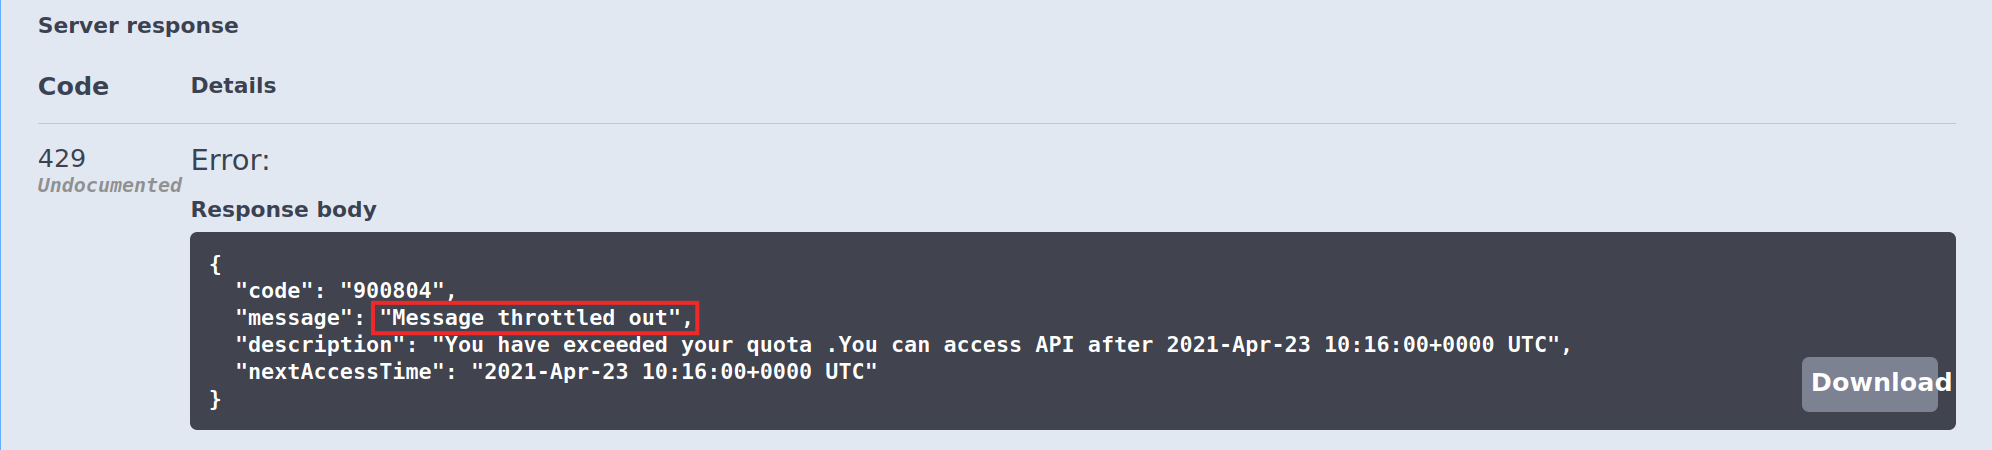 Server response
Code Details
429 Error:
Undocumented
Response body
{
"code": "900804",
"message": "Message throttled out",
"description": "You have exceeded your quota .You can access API after 2021-Apr-23 10:16:00+0000 UTC",
"nextAccessTime": "2021-Apr-23 10:16:00+0000 UTC"
}
Download